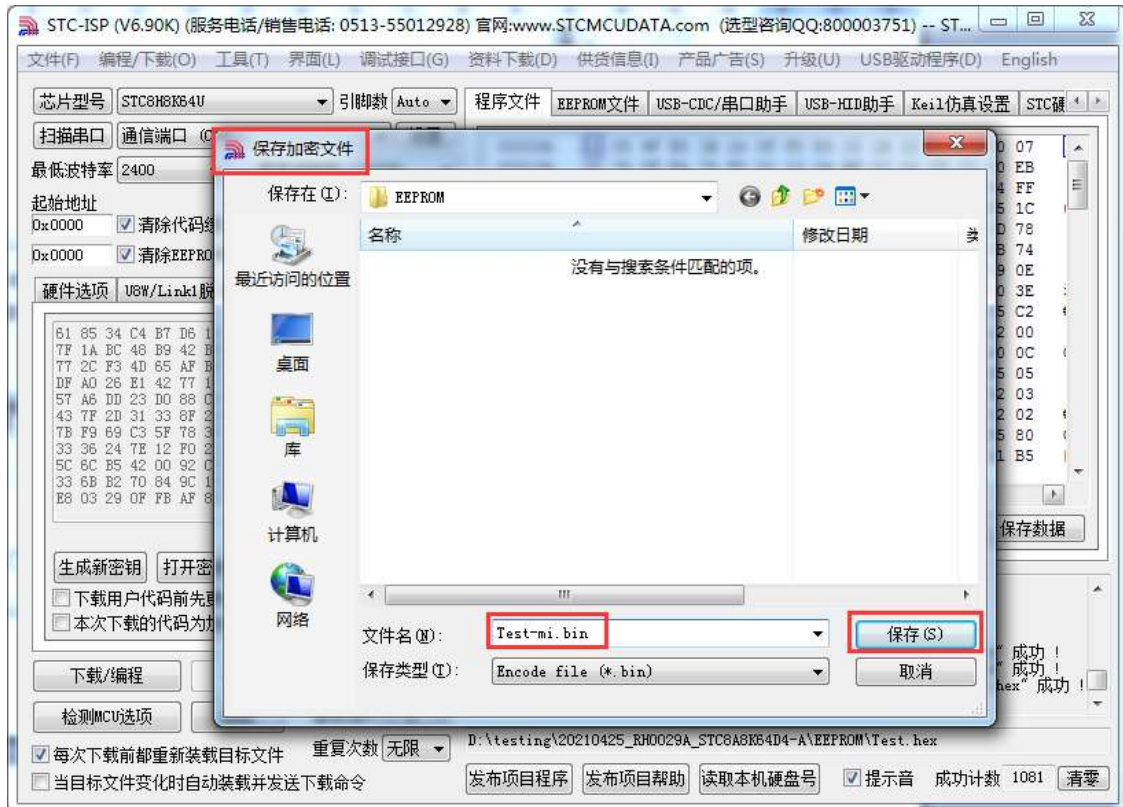 STC-ISP (V6.90K) (服务电话/销售电话: 0513-55012928) 官网:www.STCMCUDATA.com (选型咨询QQ:800003751) -- ST...
文件(F) 编程/下载(O) 工具(T) 界面(L) 调试接口(G) 资料下载(D) 供货信息(I) 产品广告(S) 升级(U) USB驱动程序(D) English
芯片型号 STC8H8K64U 引脚数 Auto 程序文件 EEPROM文件 USB-CDC/串口助手 USB-HID助手 Keil仿真设置 STC硬
扫描串口 通信端口
保存加密文件
最低波特率 2400
保存在(I): EEPROM
起始地址
0x0000 清除代码
0x0000 清除EEPRO
名称 修改日期
没有与搜索条件匹配的项。
最近访问的位置
桌面
库
计算机
网络
硬件选项 U8W/Link1脱
61 85 34 C4 B7 D6
7F 1A BC 48 B9 42
77 2C F3 4D 65 AF
DF A0 26 E1 42 77
57 A6 DD 23 D0 88
43 7F 2D 31 33 8F
7B F9 69 C3 5F 78
33 36 24 7E 12 F0
5C 6C B5 42 00 92
33 6B B2 70 84 9C
E8 03 29 0F FB AF
07
EB
FF
1C
78
74
0E
3E
C2
00
0C
05
03
02
80
B5
保存数据
生成新密钥 打开密
下载用户代码前先
本次下载的代码为
文件名(N): Test-mi.bin 保存(S)
保存类型(T): Encode file (*.bin) 取消
成功 !
成功 !
hex" 成功 !
下载/编程
检测MCU选项
每次下载前都重新装载目标文件 重复次数 无限
当目标文件变化时自动装载并发送下载命令
D:\testing\20210425_RH0029A_STC8A8K64D4-A\EEPROM\Test.hex
发布项目程序 发布项目帮助 读取本机硬盘号 提示音 成功计数 1081 清零